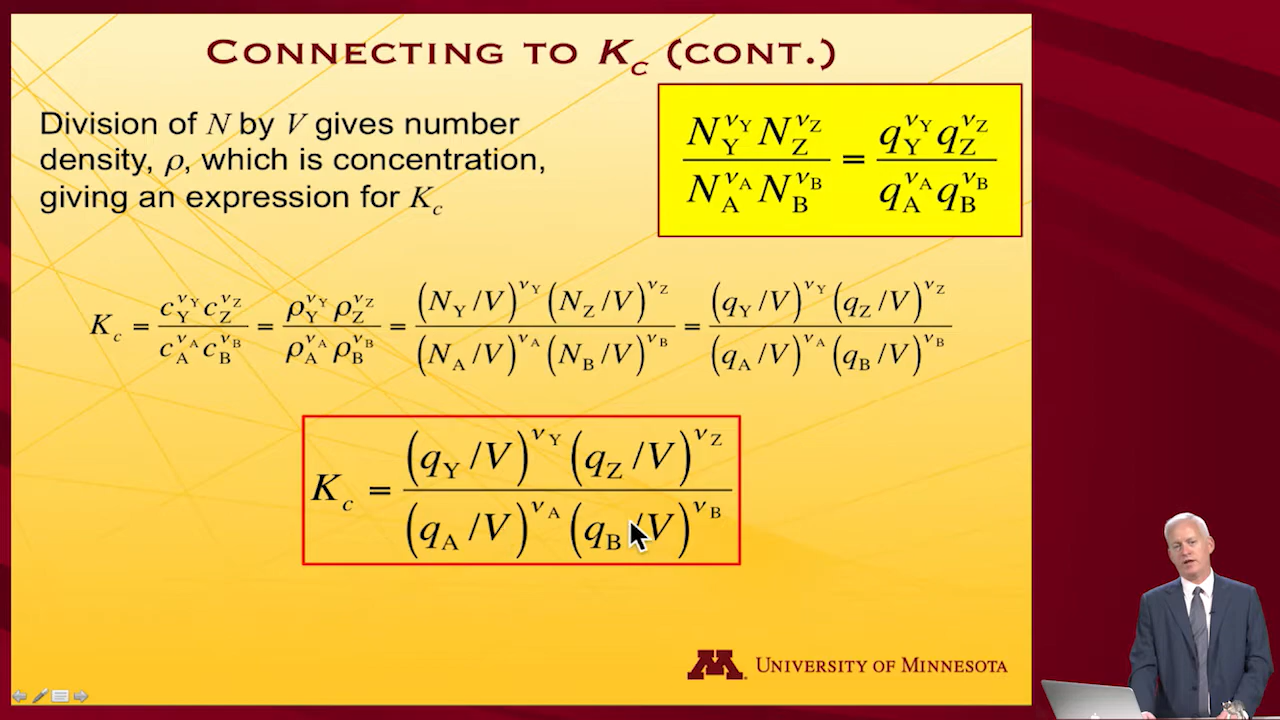 CONNECTING TO K_c (CONT.)
Division of N by V gives number
density, ρ, which is concentration,
giving an expression for K_c
N_Y^{ν_Y} N_Z^{ν_Z} / N_A^{ν_A} N_B^{ν_B} = q_Y^{ν_Y} q_Z^{ν_Z} / q_A^{ν_A} q_B^{ν_B}
K_c = c_Y^{ν_Y} c_Z^{ν_Z} / c_A^{ν_A} c_B^{ν_B} = ρ_Y^{ν_Y} ρ_Z^{ν_Z} / ρ_A^{ν_A} ρ_B^{ν_B} = (N_Y/V)^{ν_Y} (N_Z/V)^{ν_Z} / (N_A/V)^{ν_A} (N_B/V)^{ν_B} = (q_Y/V)^{ν_Y} (q_Z/V)^{ν_Z} / (q_A/V)^{ν_A} (q_B/V)^{ν_B}
K_c = (q_Y/V)^{ν_Y} (q_Z/V)^{ν_Z} / (q_A/V)^{ν_A} (q_B/V)^{ν_B}
M UNIVERSITY OF MINNESOTA